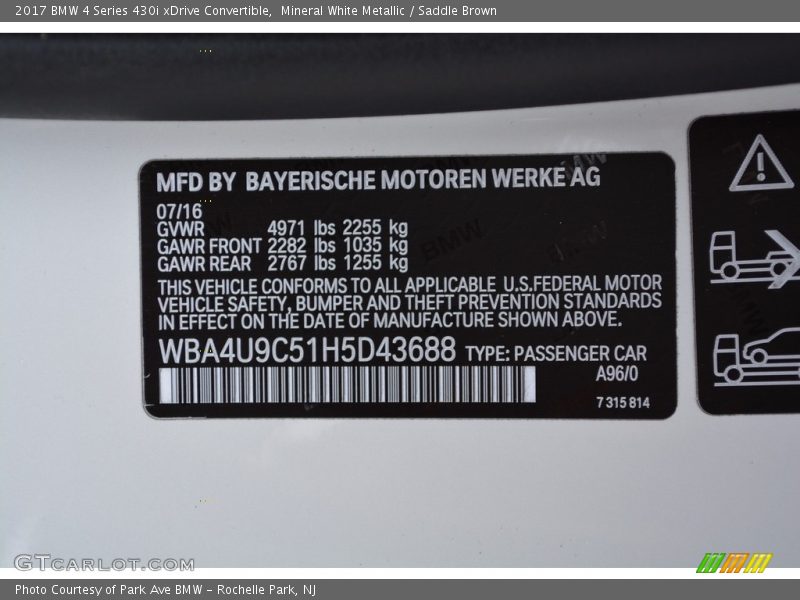 2017 BMW 4 Series 430i xDrive Convertible,  Mineral White Metallic / Saddle Brown
MFD BY BAYERISCHE MOTOREN WERKE AG
07/16
GVWR 4971 lbs 2255 kg
GAWR FRONT 2282 lbs 1035 kg
GAWR REAR 2767 lbs 1255 kg
THIS VEHICLE CONFORMS TO ALL APPLICABLE U.S.FEDERAL MOTOR
VEHICLE SAFETY, BUMPER AND THEFT PREVENTION STANDARDS
IN EFFECT ON THE DATE OF MANUFACTURE SHOWN ABOVE.
WBA4U9C51H5D43688 TYPE: PASSENGER CAR
A96/0
7 315 814
GTCARLOT.COM
Photo Courtesy of Park Ave BMW - Rochelle Park, NJ